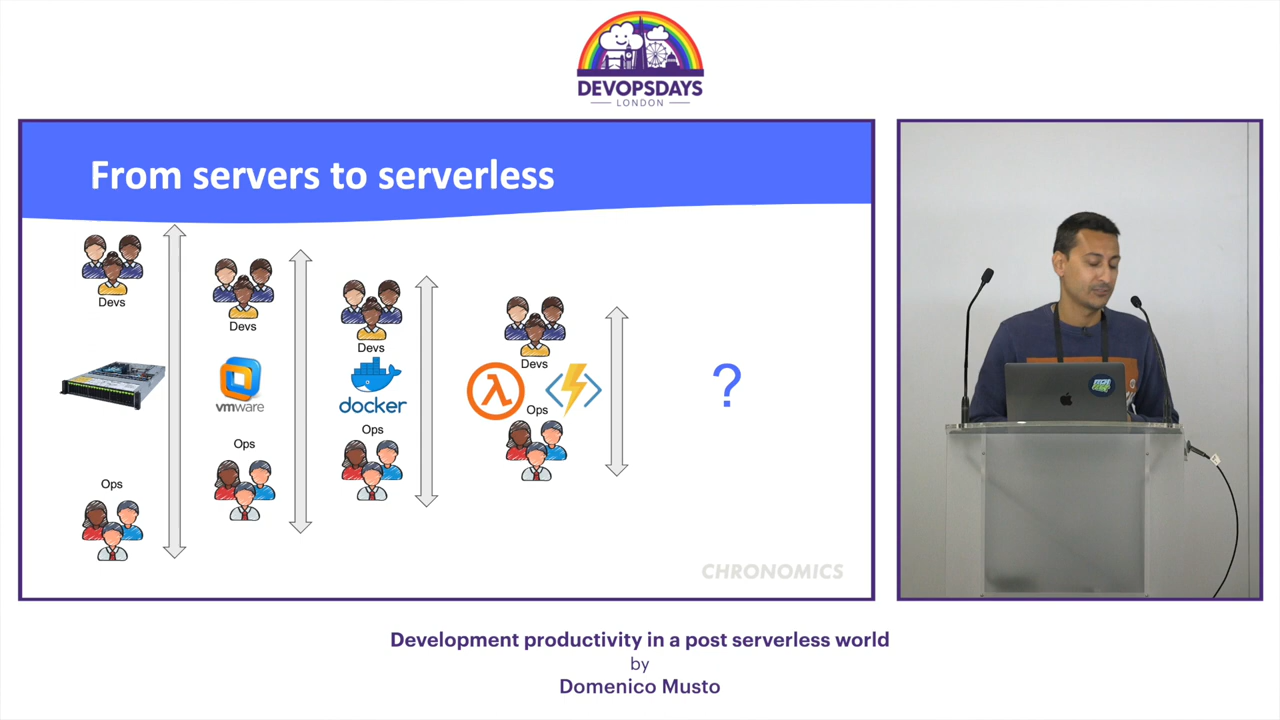 DEVOPSDAYS
LONDON
From servers to serverless
Devs
Devs
Devs
Devs
vmware
docker
Ops
Ops
Ops
Ops
?
CHRONOMICS
Development productivity in a post serverless world
by
Domenico Musto